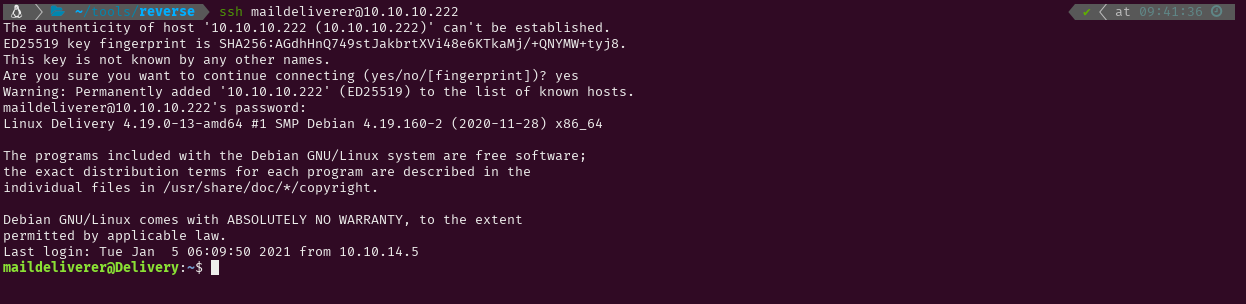 ~/tools/reverse ssh maildeliverer@10.10.10.222 ✔ at 09:41:36
The authenticity of host '10.10.10.222 (10.10.10.222)' can't be established.
ED25519 key fingerprint is SHA256:AGdhHnQ749stJakbrtXVi48e6KTkaMj/+QNYMW+tyj8.
This key is not known by any other names.
Are you sure you want to continue connecting (yes/no/[fingerprint])? yes
Warning: Permanently added '10.10.10.222' (ED25519) to the list of known hosts.
maildeliverer@10.10.10.222's password:
Linux Delivery 4.19.0-13-amd64 #1 SMP Debian 4.19.160-2 (2020-11-28) x86_64

The programs included with the Debian GNU/Linux system are free software;
the exact distribution terms for each program are described in the
individual files in /usr/share/doc/*/copyright.

Debian GNU/Linux comes with ABSOLUTELY NO WARRANTY, to the extent
permitted by applicable law.
Last login: Tue Jan  5 06:09:50 2021 from 10.10.14.5
maildeliverer@Delivery:~$